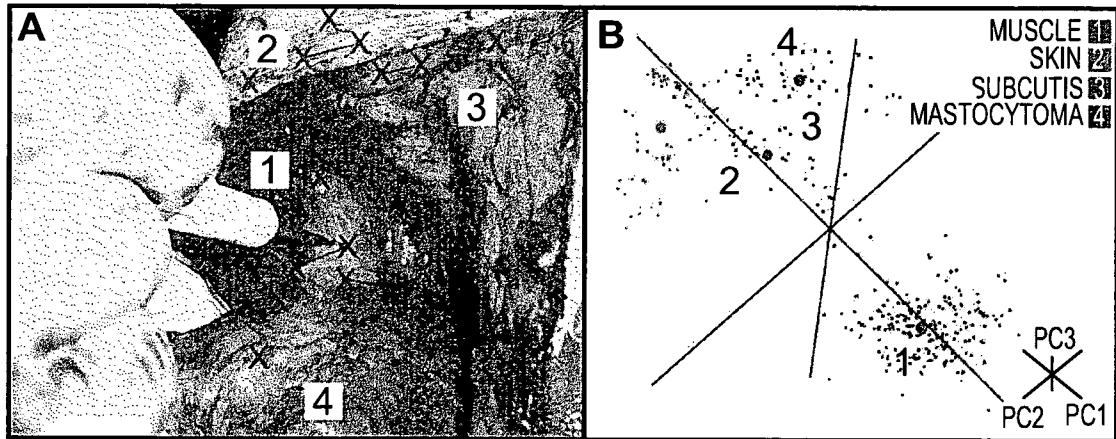 A
2
3
1
4
B
4
MUSCLE 1
SKIN 2
SUBCUTIS 3
MASTOCYTOMA 4
3
2
1
PC3
PC2
PC1